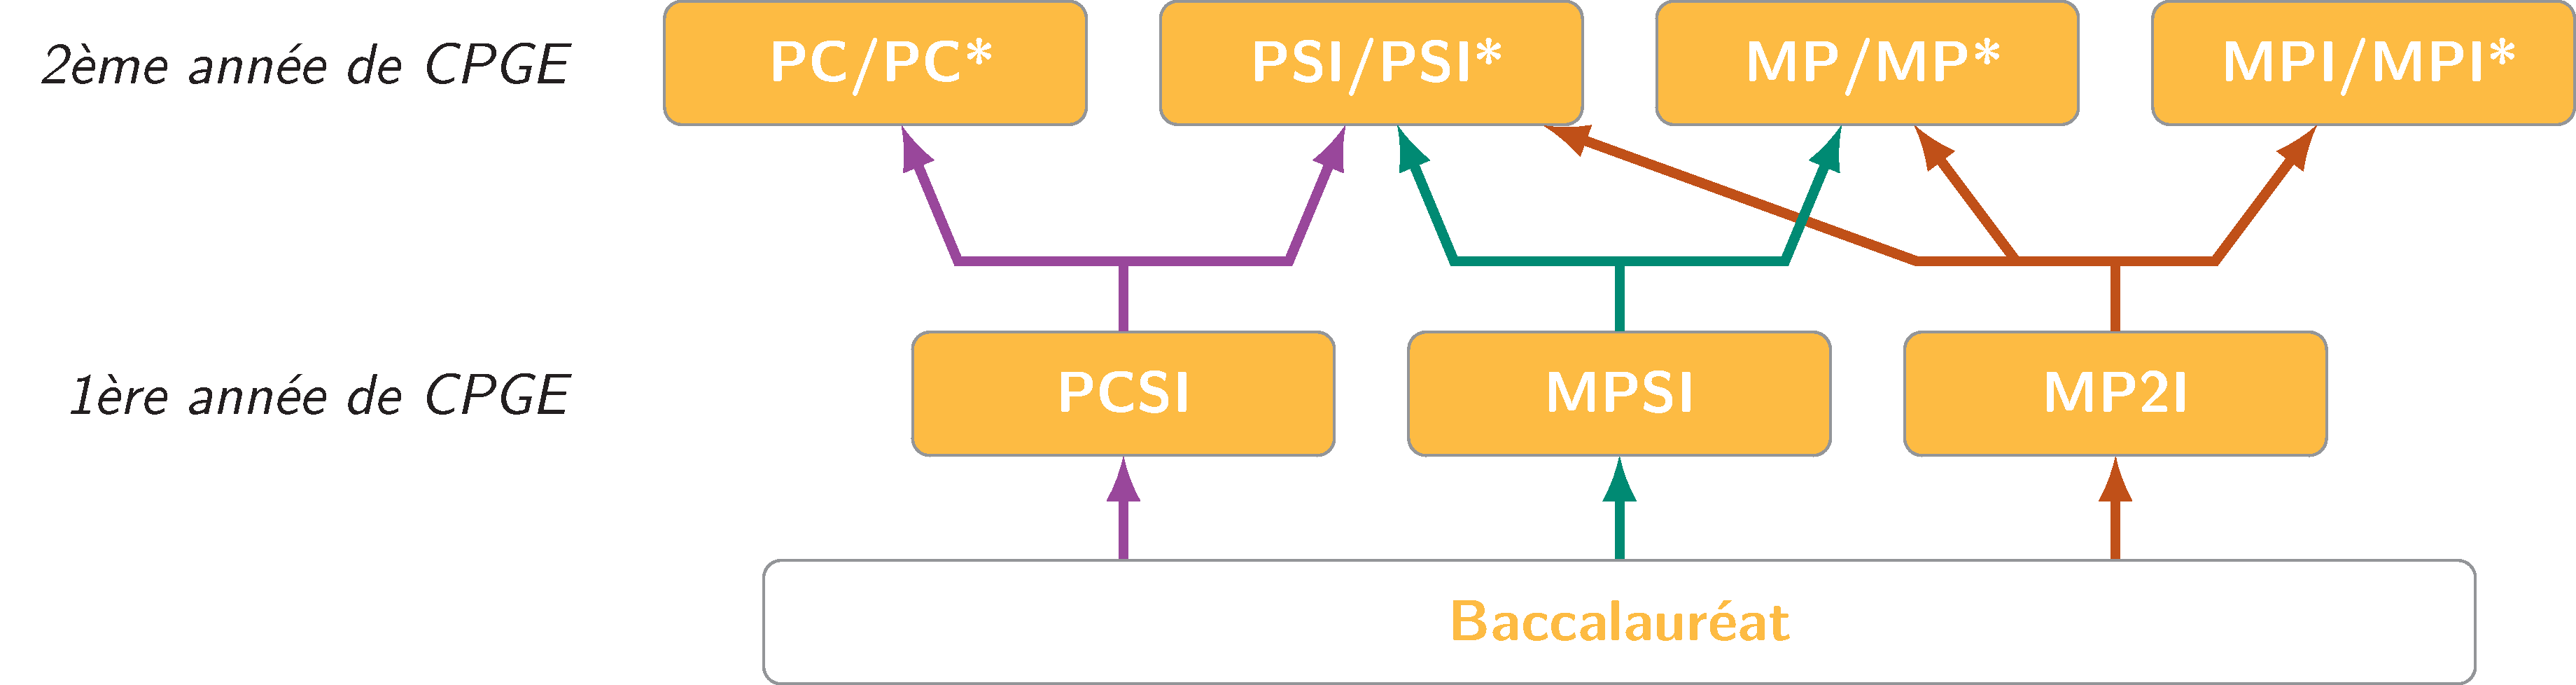 2ème année de CPGE
PC/PC*
PSI/PSI*
MP/MP*
MPI/MPI*
1ère année de CPGE
PCSI
MPSI
MP2I
Baccalauréat